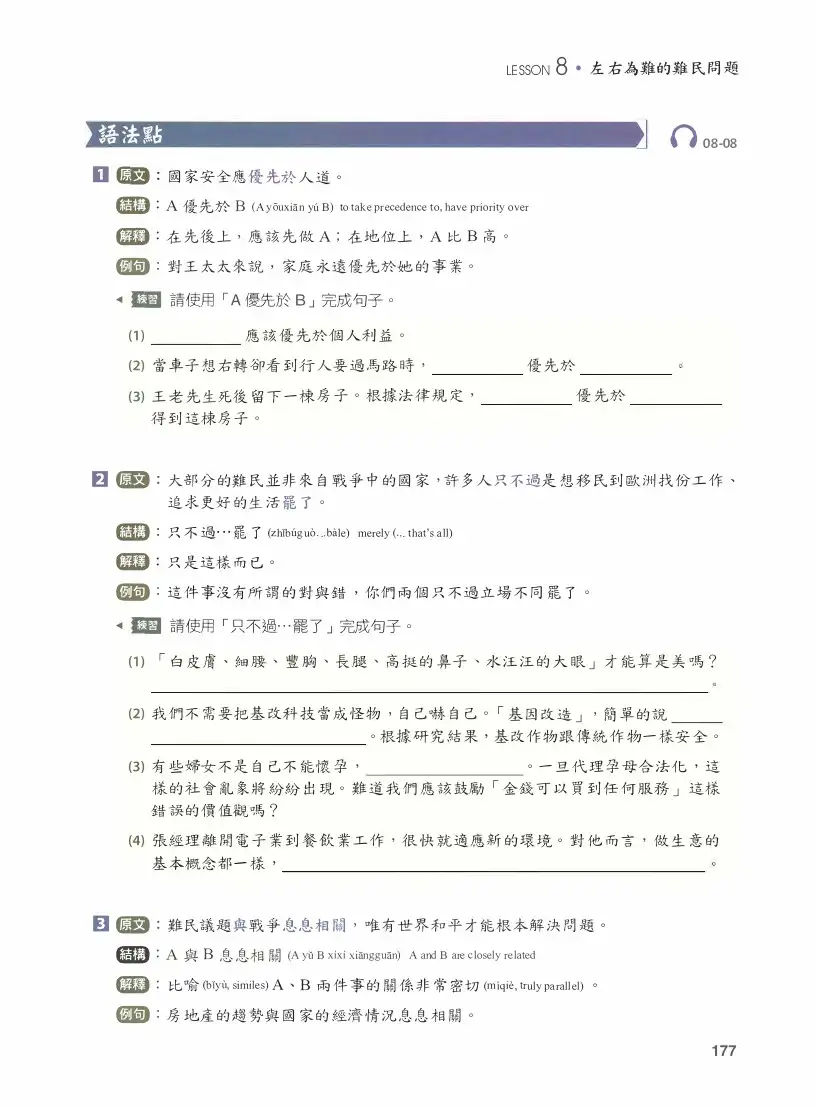 LESSON 8 • 左右為難的難民問題
語法點
08-08
1 原文：國家安全應優先於人道。
結構：A 優先於 B (A yōuxiān yú B) to take precedence to, have priority over
解釋：在先後上，應該先做 A；在地位上，A 比 B 高。
例句：對王太太來說，家庭永遠優先於她的事業。
練習 請使用「A 優先於 B」完成句子。
(1) ＿＿＿＿ 應該優先於個人利益。
(2) 當車子想右轉卻看到行人要過馬路時，＿＿＿＿ 優先於 ＿＿＿＿ 。
(3) 王老先生死後留下一棟房子。根據法律規定，＿＿＿＿ 優先於 ＿＿＿＿
得到這棟房子。
2 原文：大部分的難民並非來自戰爭中的國家，許多人只不過是想移民到歐洲找份工作、
追求更好的生活罷了。
結構：只不過…罷了 (zhǐbúguò…bàle) merely (... that's all)
解釋：只是這樣而已。
例句：這件事沒有所謂的對與錯，你們兩個只不過立場不同罷了。
練習 請使用「只不過…罷了」完成句子。
(1) 「白皮膚、細腰、豐胸、長腿、高挺的鼻子、水汪汪的大眼」才能算是美嗎？
＿＿＿＿＿＿＿＿＿＿＿＿＿＿＿＿。
(2) 我們不需要把基改科技當成怪物，自己嚇自己。「基因改造」，簡單的說 ＿＿＿
＿＿＿＿＿＿＿＿。根據研究結果，基改作物跟傳統作物一樣安全。
(3) 有些婦女不是自己不能懷孕，＿＿＿＿＿＿＿＿。一旦代理孕母合法化，這
樣的社會亂象將紛紛出現。難道我們應該鼓勵「金錢可以買到任何服務」這樣
錯誤的價值觀嗎？
(4) 張經理離開電子業到餐飲業工作，很快就適應新的環境。對他而言，做生意的
基本概念都一樣，＿＿＿＿＿＿＿＿＿＿＿＿。
3 原文：難民議題與戰爭息息相關，唯有世界和平才能根本解決問題。
結構：A 與 B 息息相關 (A yǔ B xixí xiāngguān) A and B are closely related
解釋：比喻 (bǐyù, similes) A、B 兩件事的關係非常密切 (mìqiè, truly parallel) 。
例句：房地產的趨勢與國家的經濟情況息息相關。
177